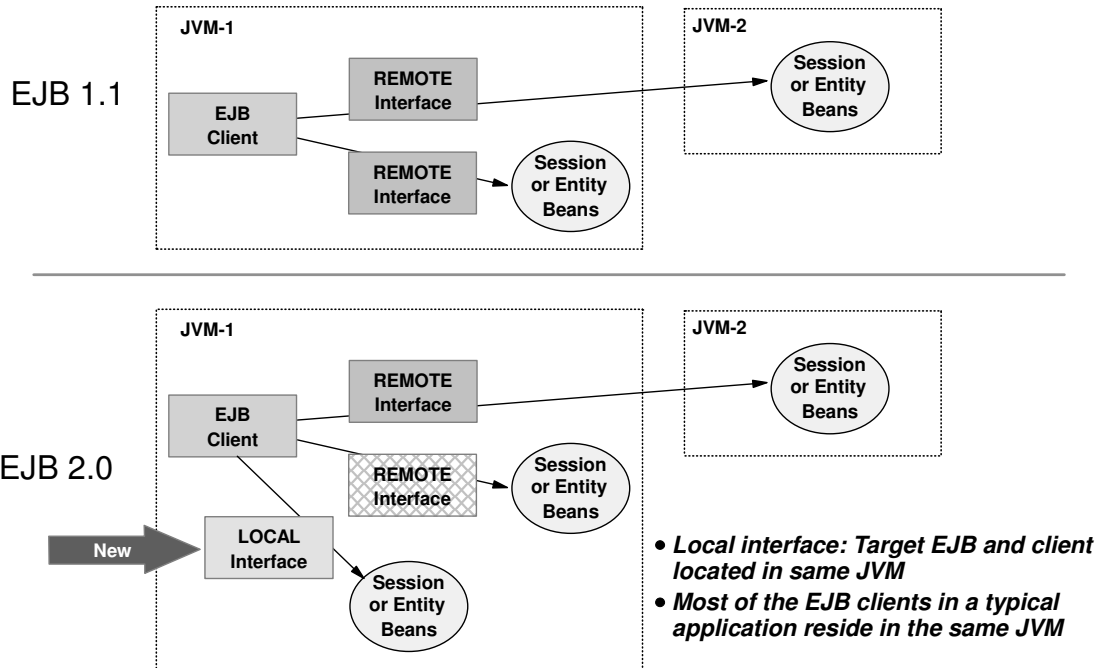 EJB 1.1
JVM-1
JVM-2
REMOTE
Interface
EJB
Client
REMOTE
Interface
Session
or Entity
Beans
Session
or Entity
Beans
EJB 2.0
JVM-1
JVM-2
REMOTE
Interface
EJB
Client
REMOTE
Interface
Session
or Entity
Beans
Session
or Entity
Beans
New
LOCAL
Interface
Session
or Entity
Beans
• Local interface: Target EJB and client
located in same JVM
• Most of the EJB clients in a typical
application reside in the same JVM